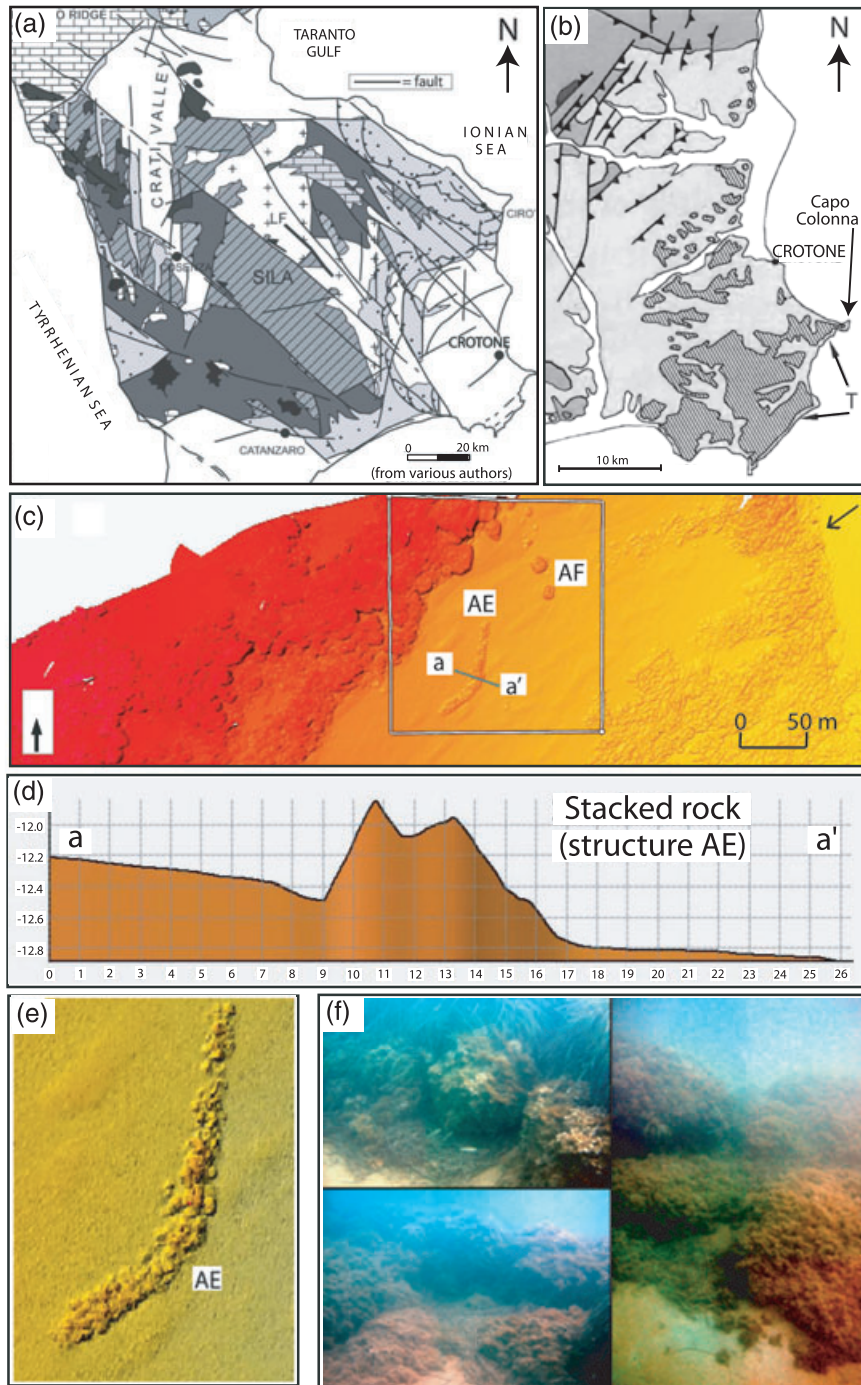 (a)
O RIDGE
TARANTO
GULF
N
= fault
CRATI VALLEY
IONIAN
SEA
LF
CIRO
COSENZA
SILA
TYRRHENIAN SEA
CROTONE
CATANZARO
0 20 km
(from various authors)
(b)
N
Capo
Colonna
CROTONE
T
10 km
(c)
AF
AE
a
a'
0 50 m
(d)
Stacked rock
(structure AE)
a
a'
-12.0
-12.2
-12.4
-12.6
-12.8
0 1 2 3 4 5 6 7 8 9 10 11 12 13 14 15 16 17 18 19 20 21 22 23 24 25 26
(e)
AE
(f)